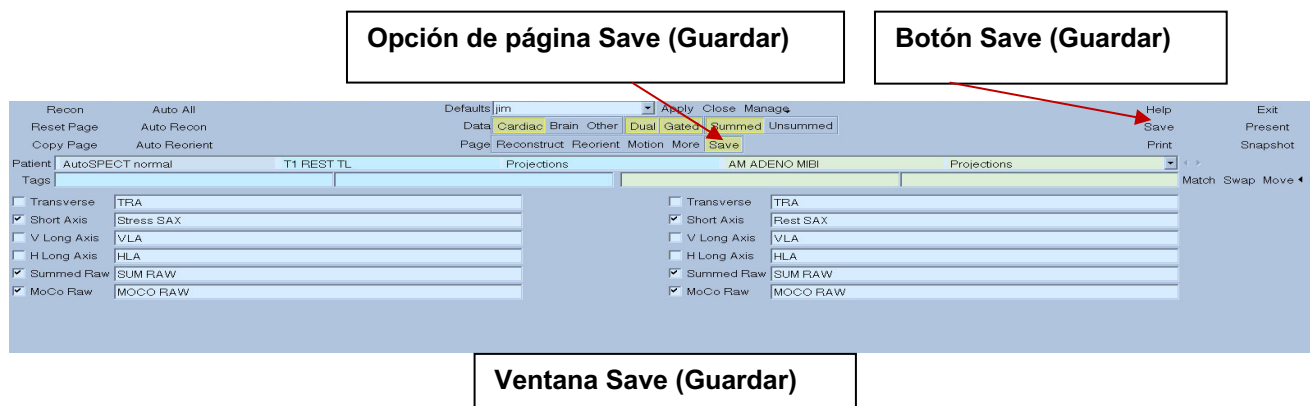 Opción de página Save (Guardar)
Botón Save (Guardar)
Recon Auto All Defaults jim Apply Close Manage Help Exit
Reset Page Auto Recon Data Cardiac Brain Other Dual Gated Summed Unsummed Save Present
Copy Page Auto Reorient Page Reconstruct Reorient Motion More Save Print Snapshot
Patient AutoSPECT normal T1 REST TL Projections AM ADENO MIBI Projections
Tags Match Swap Move
Transverse TRA Transverse TRA
Short Axis Stress SAX Short Axis Rest SAX
V Long Axis VLA V Long Axis VLA
H Long Axis HLA H Long Axis HLA
Summed Raw SUM RAW Summed Raw SUM RAW
MoCo Raw MOCO RAW MoCo Raw MOCO RAW
Ventana Save (Guardar)